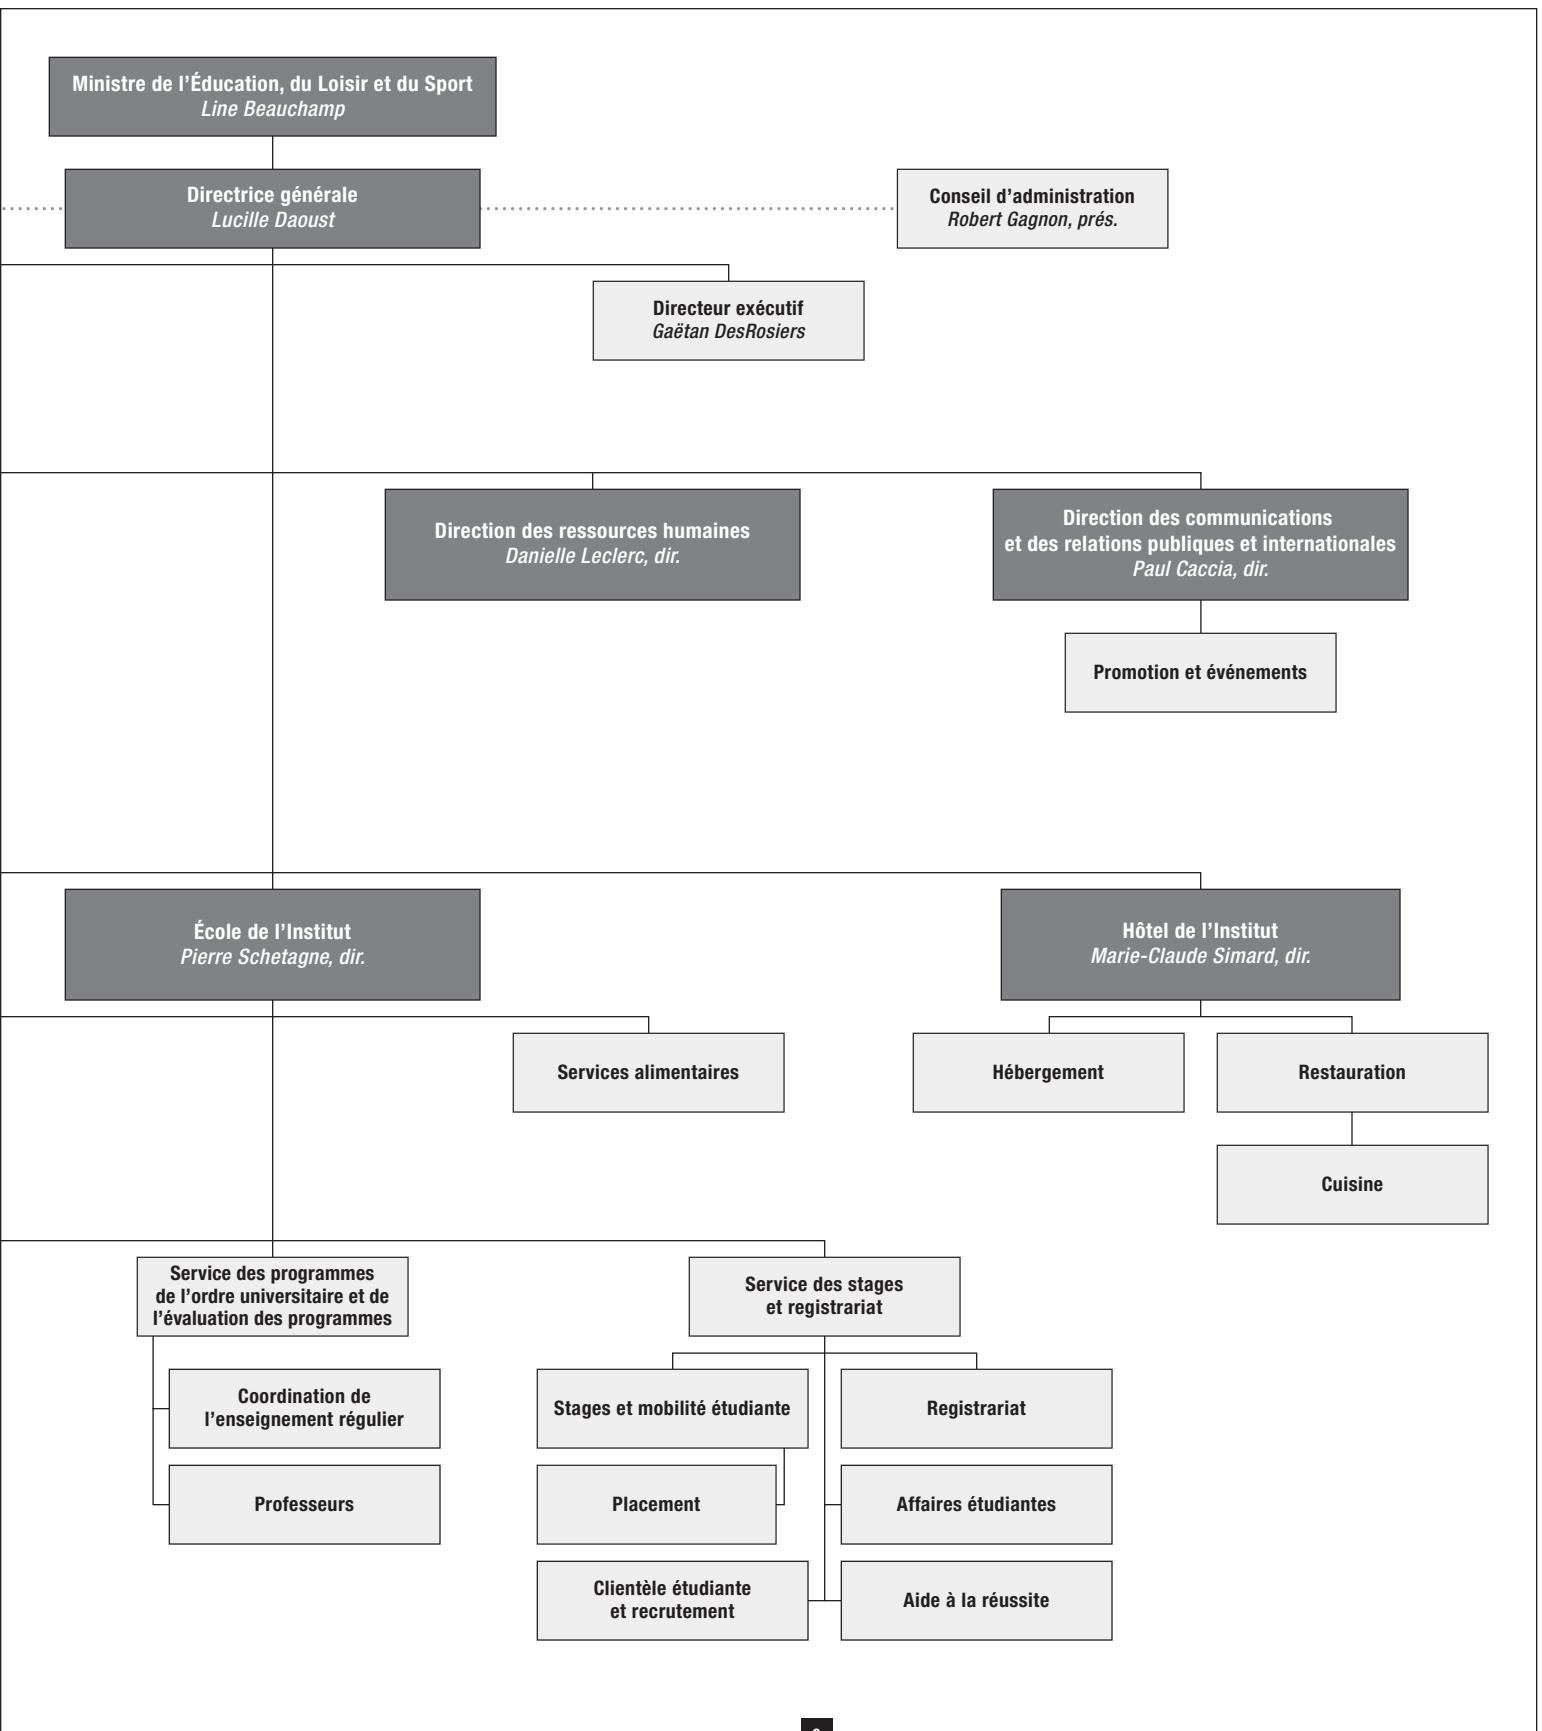 Ministre de l'Éducation, du Loisir et du Sport
Line Beauchamp
Directrice générale
Lucille Daoust
Conseil d'administration
Robert Gagnon, prés.
Directeur exécutif
Gaëtan DesRosiers
Direction des ressources humaines
Danielle Leclerc, dir.
Direction des communications
et des relations publiques et internationales
Paul Caccia, dir.
Promotion et événements
École de l'Institut
Pierre Schetagne, dir.
Hôtel de l'Institut
Marie-Claude Simard, dir.
Services alimentaires
Hébergement
Restauration
Cuisine
Service des programmes
de l'ordre universitaire et de
l'évaluation des programmes
Service des stages
et registrariat
Coordination de
l'enseignement régulier
Stages et mobilité étudiante
Registrariat
Professeurs
Placement
Affaires étudiantes
Clientèle étudiante
et recrutement
Aide à la réussite